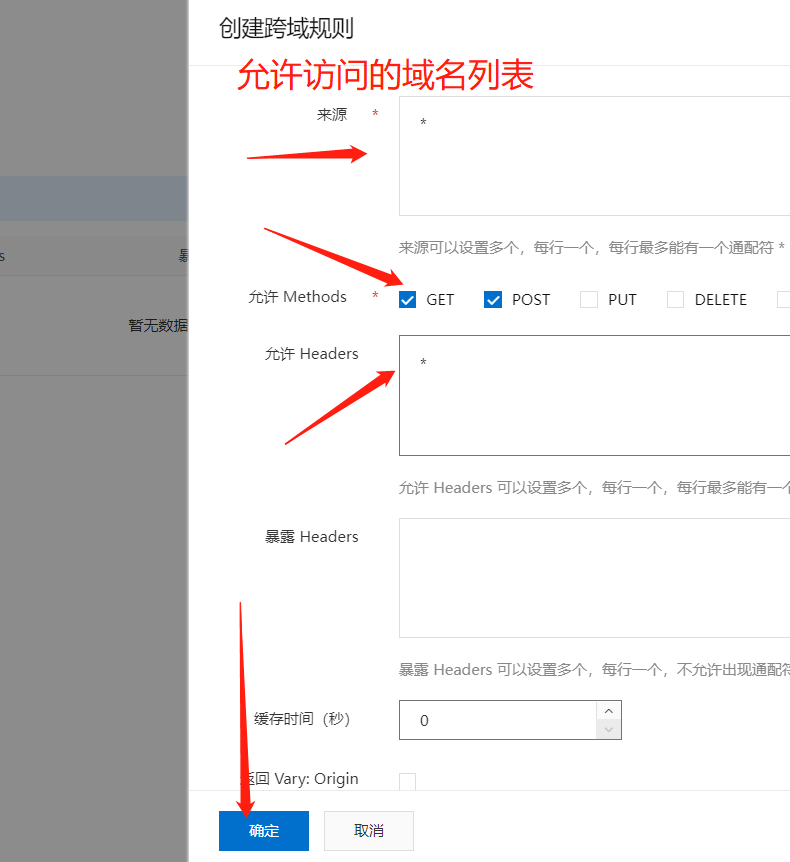 创建跨域规则
允许访问的域名列表
来源 *
*
来源可以设置多个，每行一个，每行最多能有一个通配符 *
s
暴
允许 Methods * GET POST PUT DELETE
暂无数据
允许 Headers
*
允许 Headers 可以设置多个，每行一个，每行最多能有一个
暴露 Headers
暴露 Headers 可以设置多个，每行一个，不允许出现通配符
缓存时间（秒） 0
返回 Vary: Origin
确定 取消